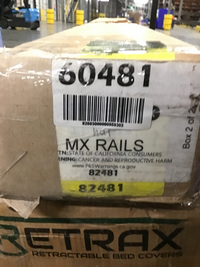 60481
Box 2 of 2
MX RAILS
STATE OF CALIFORNIA CONSUMERS
CANCER AND REPRODUCTIVE HARM
www.P65Warnings.ca.gov
82481
82481
RETRAX
RETRACTABLE BED COVERS